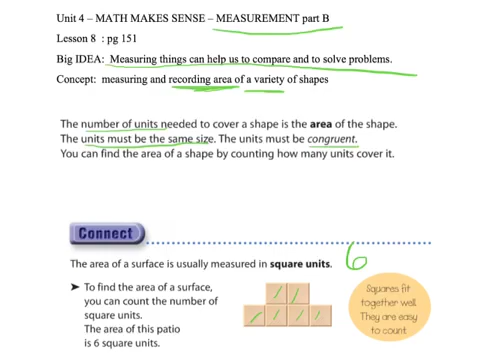 Unit 4 – MATH MAKES SENSE – MEASUREMENT part B
Lesson 8 : pg 151
Big IDEA: Measuring things can help us to compare and to solve problems.
Concept: measuring and recording area of a variety of shapes
The number of units needed to cover a shape is the area of the shape.
The units must be the same size. The units must be congruent.
You can find the area of a shape by counting how many units cover it.
Connect
The area of a surface is usually measured in square units.
6
➤ To find the area of a surface,
you can count the number of
square units.
The area of this patio
is 6 square units.
Squares fit
together well.
They are easy
to count.